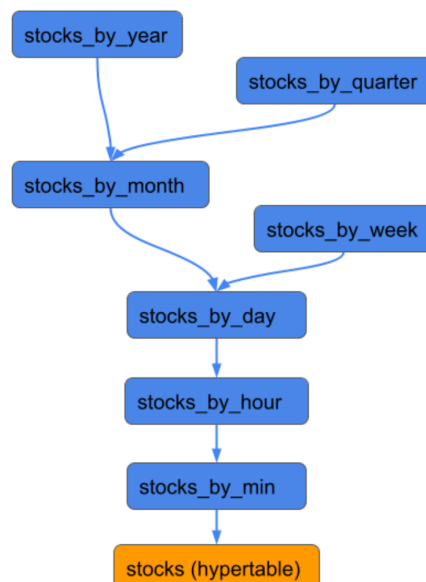 stocks_by_year
stocks_by_quarter
stocks_by_month
stocks_by_week
stocks_by_day
stocks_by_hour
stocks_by_min
stocks (hypertable)